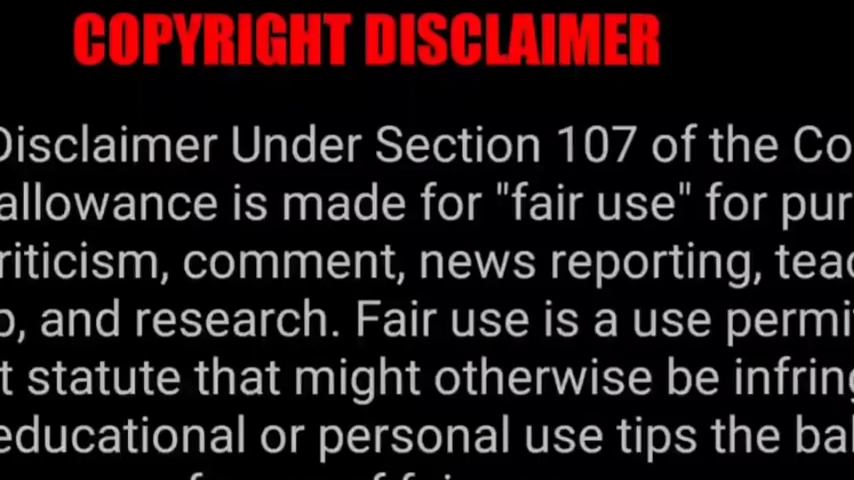 COPYRIGHT DISCLAIMER
Disclaimer Under Section 107 of the Co
allowance is made for "fair use" for pur
riticism, comment, news reporting, teac
p, and research. Fair use is a use permi
t statute that might otherwise be infring
educational or personal use tips the bal